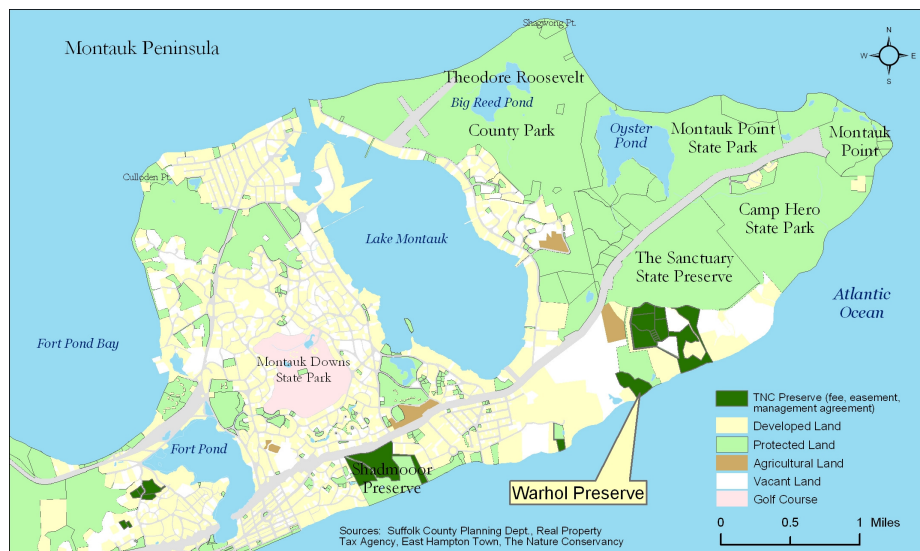 Montauk Peninsula
Shagwong Pt.
N
W E
S
Theodore Roosevelt
Big Reed Pond
County Park
Oyster
Pond
Montauk Point
State Park
Montauk
Point
Culloden Pt.
Camp Hero
State Park
Lake Montauk
The Sanctuary
State Preserve
Atlantic
Ocean
Fort Pond Bay
Montauk Downs
State Park
Fort Pond
Shadmooor
Preserve
Warhol Preserve
TNC Preserve (fee, easement,
management agreement)
Developed Land
Protected Land
Agricultural Land
Vacant Land
Golf Course
0 0.5 1 Miles
Sources: Suffolk County Planning Dept., Real Property
Tax Agency, East Hampton Town, The Nature Conservancy